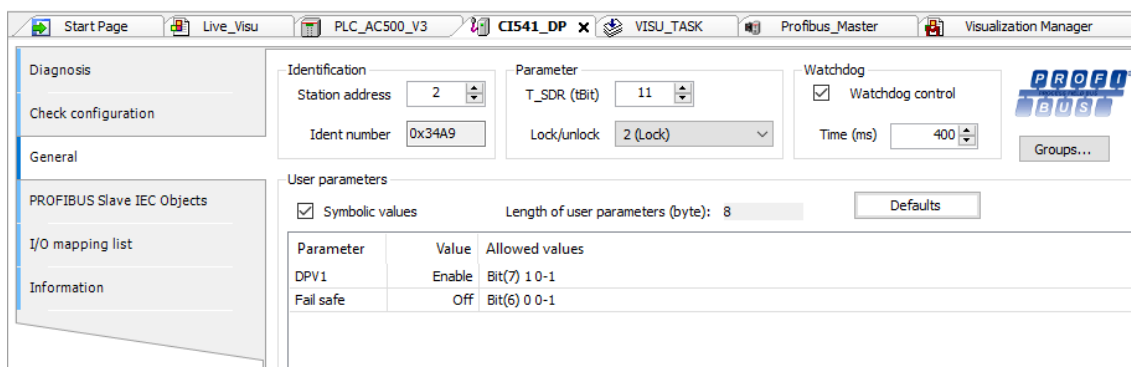 Start Page Live_Visu PLC_AC500_V3 CI541_DP VISU_TASK Profibus_Master Visualization Manager
Diagnosis
Check configuration
General
PROFIBUS Slave IEC Objects
I/O mapping list
Information
Identification
Station address 2
Ident number 0x34A9
Parameter
T_SDR (tBit) 11
Lock/unlock 2 (Lock)
Watchdog
Watchdog control
Time (ms) 400
PROFI
BUS
Groups...
User parameters
Symbolic values Length of user parameters (byte): 8 Defaults
Parameter Value Allowed values
DPV1 Enable Bit(7) 1 0-1
Fail safe Off Bit(6) 0 0-1